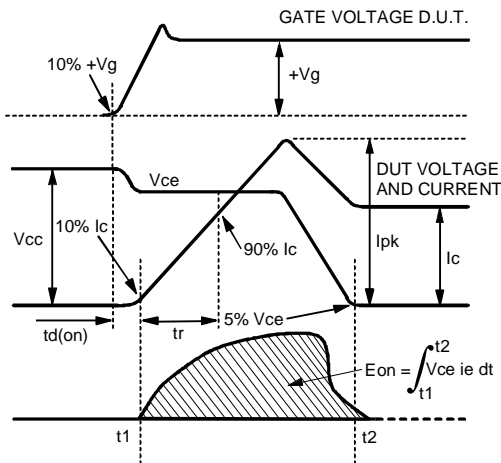 GATE VOLTAGE D.U.T.
10% +Vg
+Vg
Vce
DUT VOLTAGE
AND CURRENT
Vcc
10% Ic
90% Ic
Ipk
Ic
td(on)
tr
5% Vce
Eon = ∫ Vce ie dt
t2
t1
t1
t2